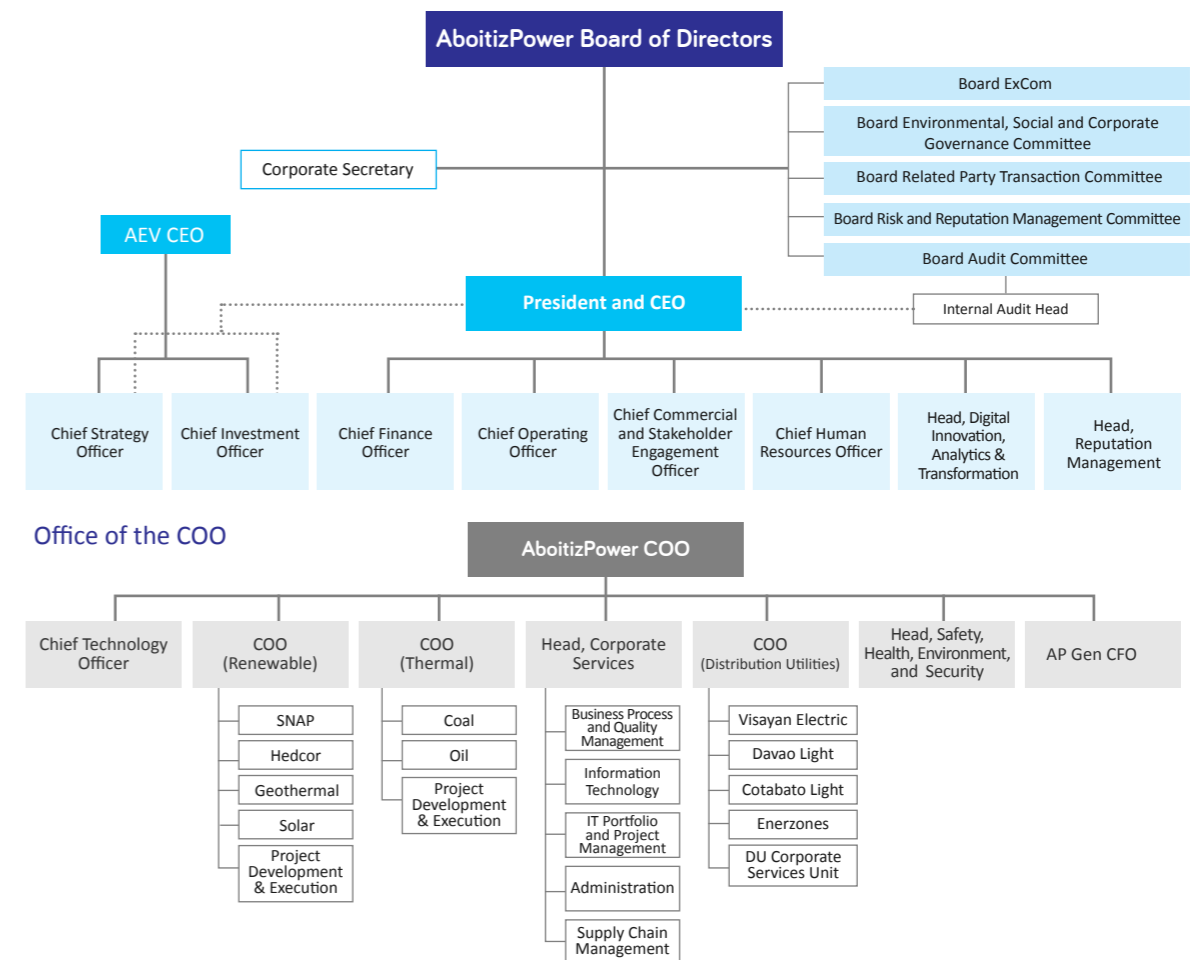 AboitizPower Board of Directors
Board ExCom
Board Environmental, Social and Corporate
Governance Committee
Corporate Secretary
Board Related Party Transaction Committee
Board Risk and Reputation Management Committee
AEV CEO
Board Audit Committee
President and CEO
Internal Audit Head
Chief Strategy
Officer
Chief Investment
Officer
Chief Finance
Officer
Chief Operating
Officer
Chief Commercial
and Stakeholder
Engagement
Officer
Chief Human
Resources Officer
Head, Digital
Innovation,
Analytics &
Transformation
Head,
Reputation
Management
Office of the COO
AboitizPower COO
Chief Technology
Officer
COO
(Renewable)
COO
(Thermal)
Head, Corporate
Services
COO
(Distribution Utilities)
Head, Safety,
Health, Environment,
and Security
AP Gen CFO
SNAP
Hedcor
Geothermal
Solar
Project
Development
& Execution
Coal
Oil
Project
Development
& Execution
Business Process
and Quality
Management
Information
Technology
IT Portfolio
and Project
Management
Administration
Supply Chain
Management
Visayan Electric
Davao Light
Cotabato Light
Enerzones
DU Corporate
Services Unit